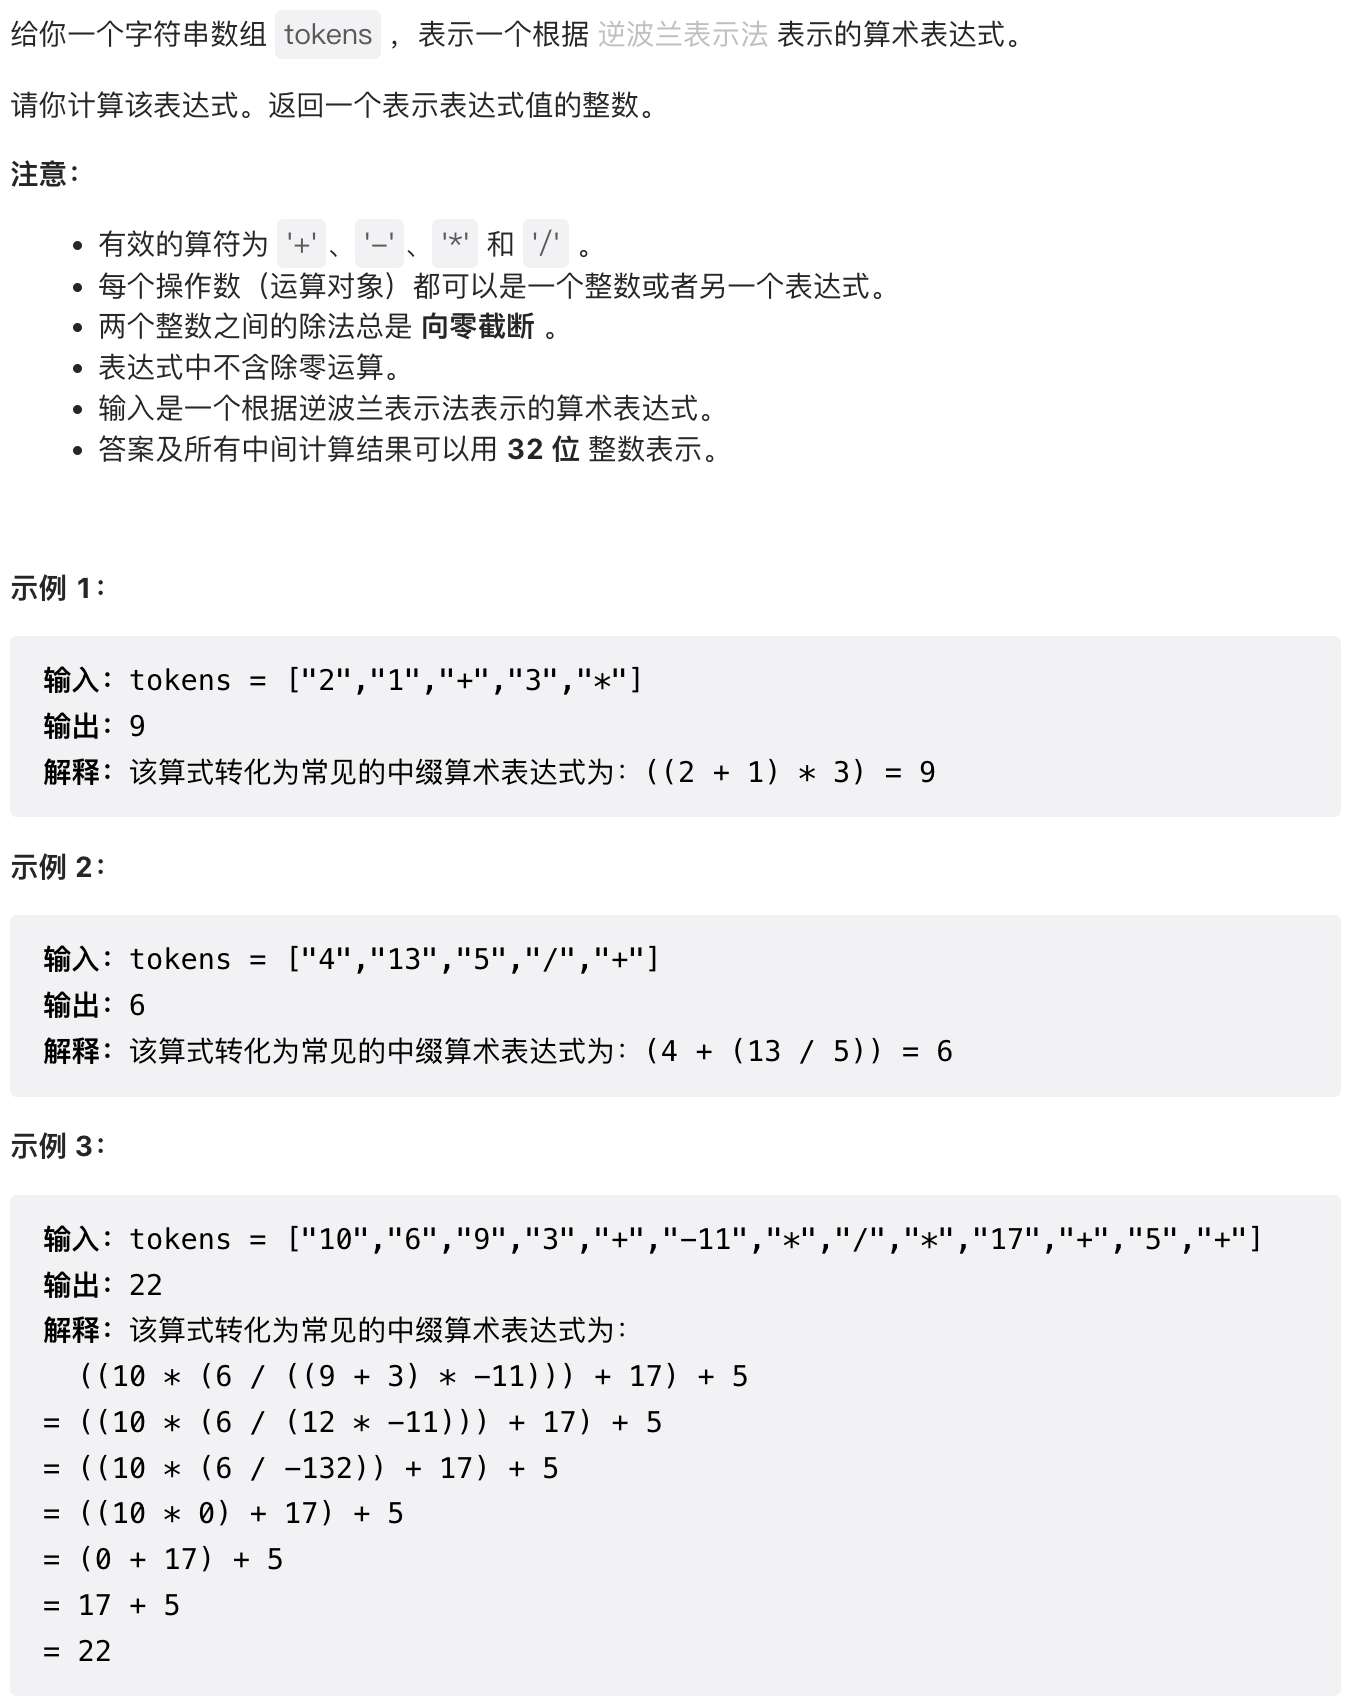 给你一个字符串数组 tokens ，表示一个根据 逆波兰表示法 表示的算术表达式。
请你计算该表达式。返回一个表示表达式值的整数。
注意：
• 有效的算符为 '+'、'-'、'*' 和 '/' 。
• 每个操作数（运算对象）都可以是一个整数或者另一个表达式。
• 两个整数之间的除法总是 向零截断 。
• 表达式中不含除零运算。
• 输入是一个根据逆波兰表示法表示的算术表达式。
• 答案及所有中间计算结果可以用 32 位 整数表示。
示例 1：
输入：tokens = ["2","1","+","3","*"]
输出：9
解释：该算式转化为常见的中缀算术表达式为：((2 + 1) * 3) = 9
示例 2：
输入：tokens = ["4","13","5","/","+"]
输出：6
解释：该算式转化为常见的中缀算术表达式为：(4 + (13 / 5)) = 6
示例 3：
输入：tokens = ["10","6","9","3","+","-11","*","/","*","17","+","5","+"]
输出：22
解释：该算式转化为常见的中缀算术表达式为：
((10 * (6 / ((9 + 3) * -11))) + 17) + 5
= ((10 * (6 / (12 * -11))) + 17) + 5
= ((10 * (6 / -132)) + 17) + 5
= ((10 * 0) + 17) + 5
= (0 + 17) + 5
= 17 + 5
= 22